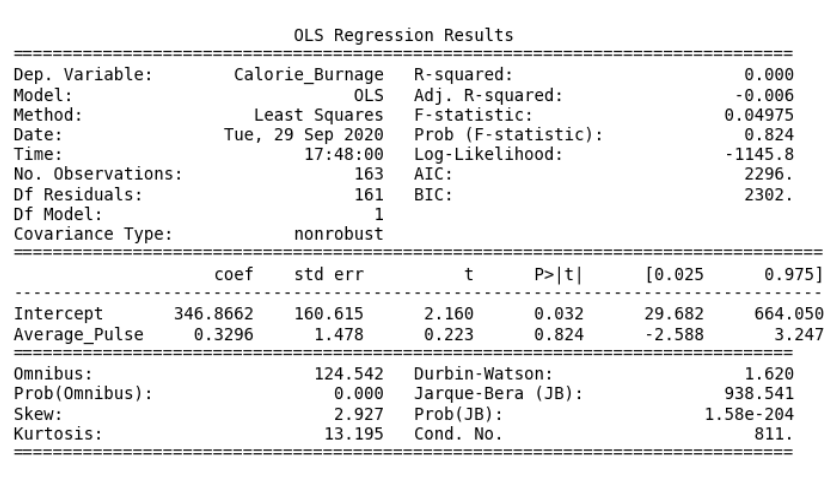 OLS Regression Results
==============================================================================
Dep. Variable: Calorie_Burnage R-squared: 0.000
Model: OLS Adj. R-squared: -0.006
Method: Least Squares F-statistic: 0.04975
Date: Tue, 29 Sep 2020 Prob (F-statistic): 0.824
Time: 17:48:00 Log-Likelihood: -1145.8
No. Observations: 163 AIC: 2296.
Df Residuals: 161 BIC: 2302.
Df Model: 1
Covariance Type: nonrobust
=================================================================================
coef std err t P>|t| [0.025 0.975]
---------------------------------------------------------------------------------
Intercept 346.8662 160.615 2.160 0.032 29.682 664.050
Average_Pulse 0.3296 1.478 0.223 0.824 -2.588 3.247
==============================================================================
Omnibus: 124.542 Durbin-Watson: 1.620
Prob(Omnibus): 0.000 Jarque-Bera (JB): 938.541
Skew: 2.927 Prob(JB): 1.58e-204
Kurtosis: 13.195 Cond. No. 811.
==============================================================================